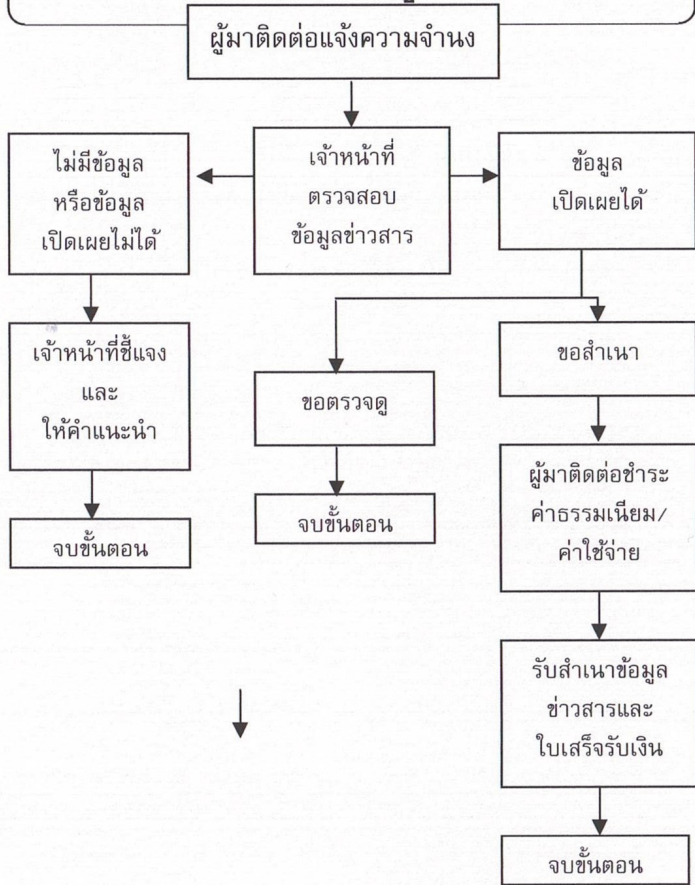 ผู้มาติดต่อแจ้งความจำนง
ไม่มีข้อมูล
หรือข้อมูล
เปิดเผยไม่ได้
เจ้าหน้าที่
ตรวจสอบ
ข้อมูลข่าวสาร
ข้อมูล
เปิดเผยได้
เจ้าหน้าที่ชี้แจง
และ
ให้คำแนะนำ
จบขั้นตอน
ขอตรวจดู
จบขั้นตอน
ขอสำเนา
ผู้มาติดต่อชำระ
ค่าธรรมเนียม/
ค่าใช้จ่าย
รับสำเนาข้อมูล
ข่าวสารและ
ใบเสร็จรับเงิน
จบขั้นตอน